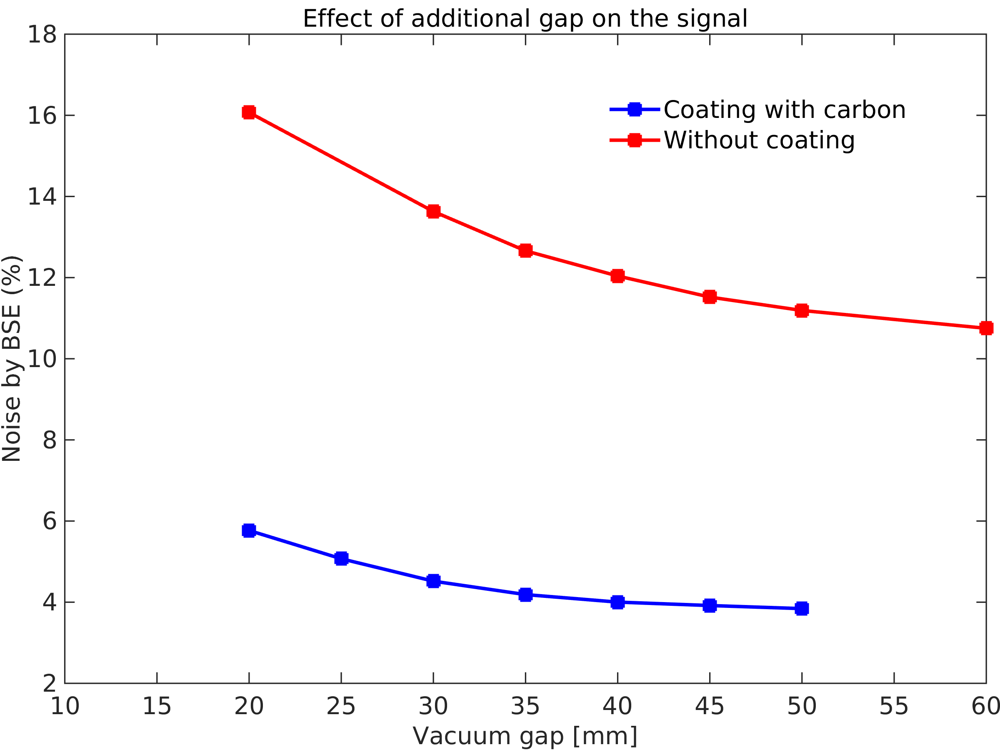 Effect of additional gap on the signal
18
16
14
12
10
8
6
4
2
Noise by BSE (%)
Coating with carbon
Without coating
10 15 20 25 30 35 40 45 50 55 60
Vacuum gap [mm]